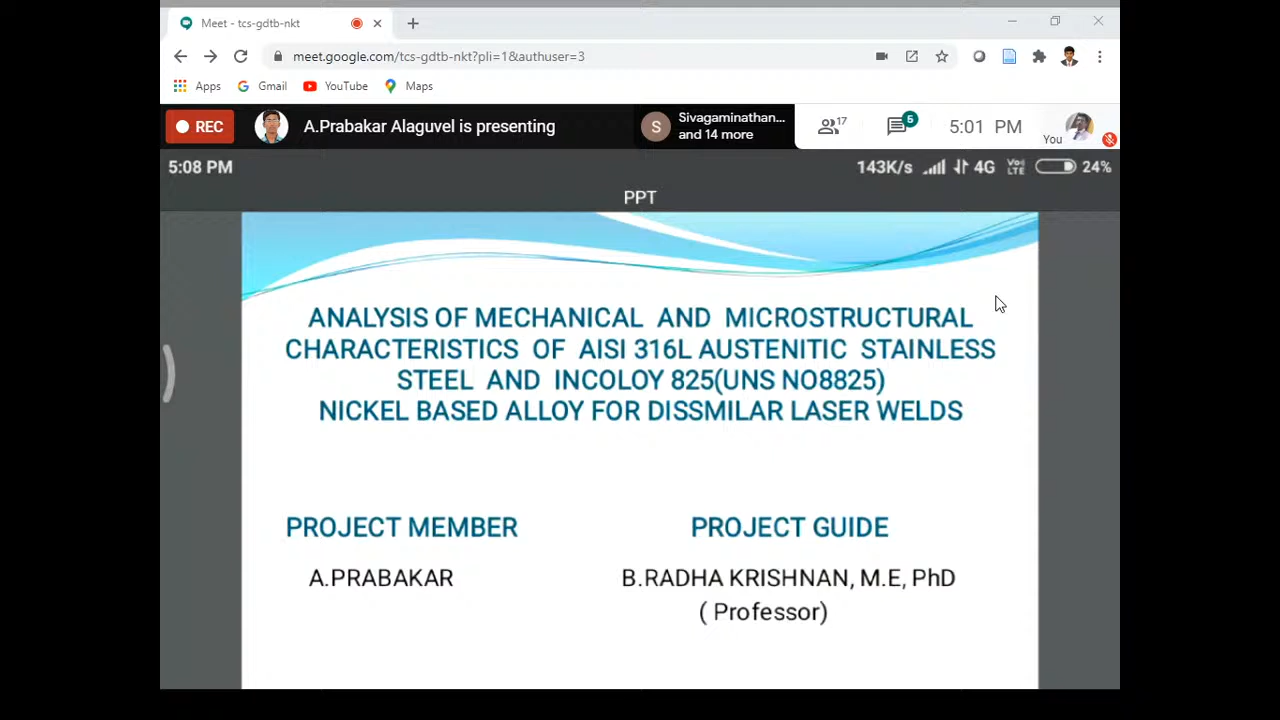 Meet - tcs-gdtb-nkt
meet.google.com/tcs-gdtb-nkt?pli=1&authuser=3
Apps Gmail YouTube Maps
REC A.Prabakar Alaguvel is presenting S Sivagaminathan... and 14 more 17 5 5:01 PM You
5:08 PM 143K/s 4G Vo) LTE 24%
PPT
ANALYSIS OF MECHANICAL AND MICROSTRUCTURAL
CHARACTERISTICS OF AISI 316L AUSTENITIC STAINLESS
STEEL AND INCOLOY 825(UNS NO8825)
NICKEL BASED ALLOY FOR DISSMILAR LASER WELDS
PROJECT MEMBER PROJECT GUIDE
A.PRABAKAR B.RADHA KRISHNAN, M.E, PhD
( Professor)